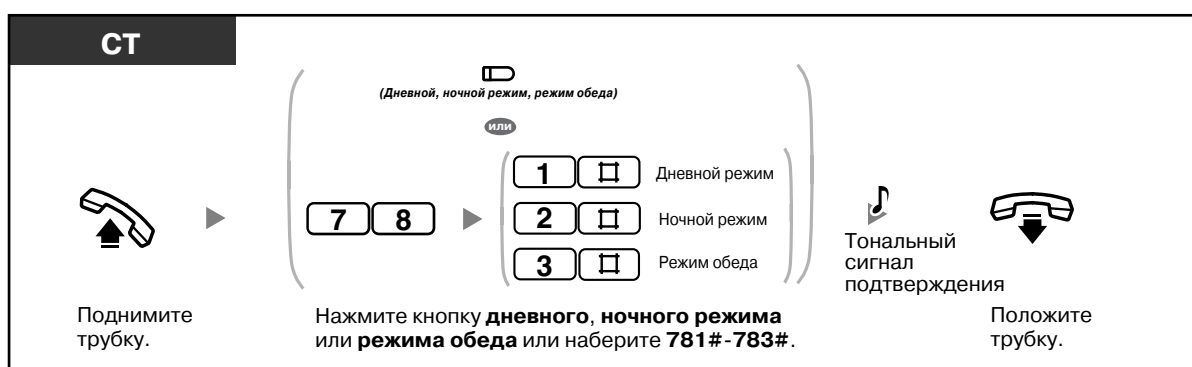 СТ
(Дневной, ночной режим, режим обеда)
или
1 # Дневной режим
7 8 2 # Ночной режим
3 # Режим обеда
Тональный
сигнал
подтверждения
Поднимите
трубку.
Нажмите кнопку дневного, ночного режима
или режима обеда или наберите 781#-783#.
Положите
трубку.